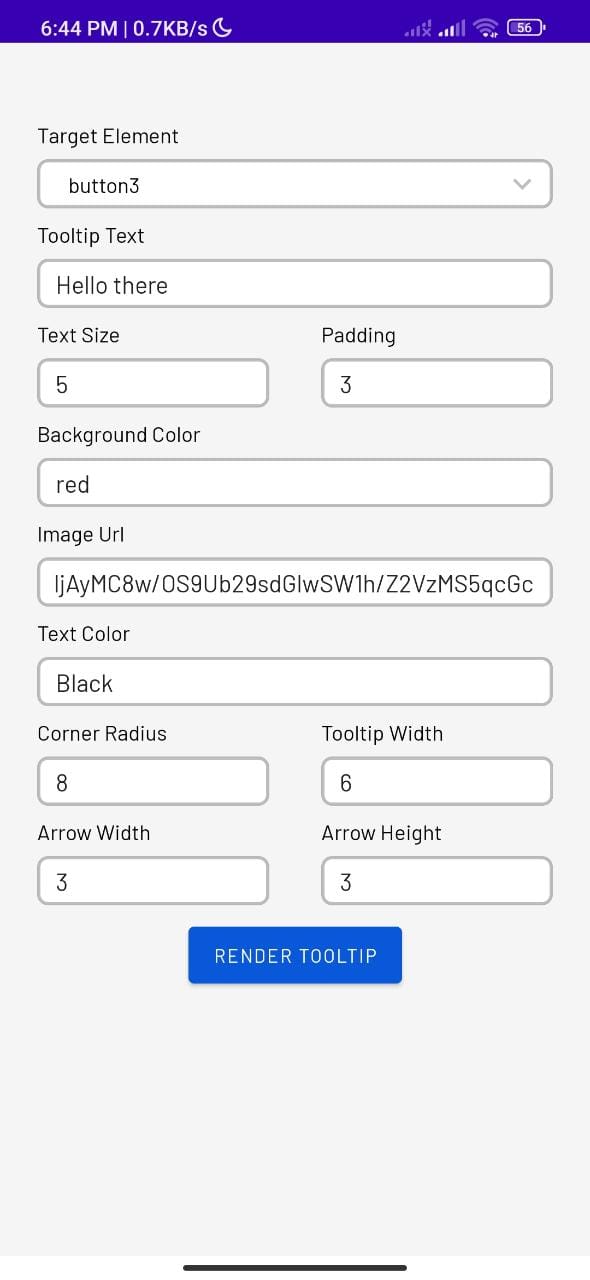 6:44 PM | 0.7KB/s 56
Target Element
button3
Tooltip Text
Hello there
Text Size Padding
5 3
Background Color
red
Image Url
ljAyMC8w/OS9Ub29sdGlwSW1h/Z2VzMS5qcGc
Text Color
Black
Corner Radius Tooltip Width
8 6
Arrow Width Arrow Height
3 3
RENDER TOOLTIP